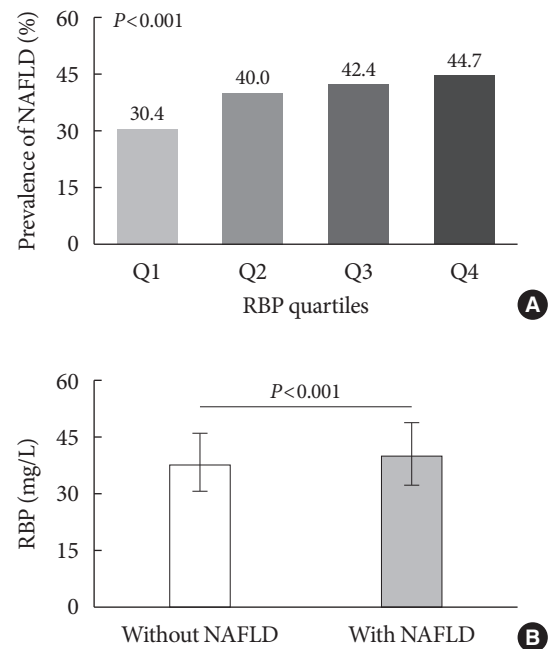 60
P<0.001
45
30
15
0
Prevalence of NAFLD (%)
30.4
40.0
42.4
44.7
Q1 Q2 Q3 Q4
RBP quartiles
A
60
P<0.001
45
30
15
0
RBP (mg/L)
Without NAFLD With NAFLD
B